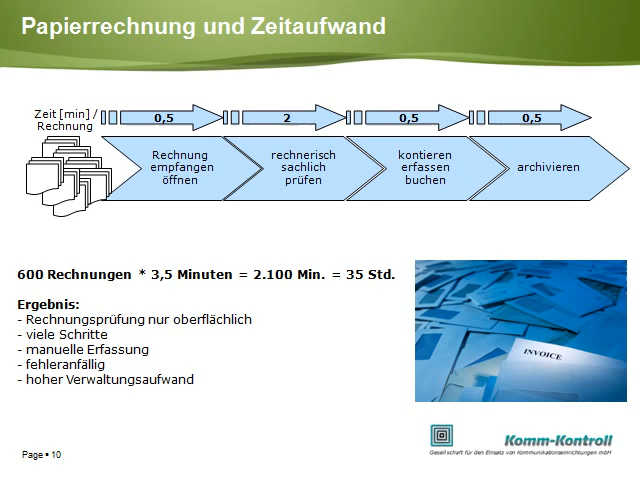 Papierrechnung und Zeitaufwand
Zeit [min] /
Rechnung
0,5
2
0,5
0,5
Rechnung
empfangen
öffnen
rechnerisch
sachlich
prüfen
kontieren
erfassen
buchen
archivieren
600 Rechnungen * 3,5 Minuten = 2.100 Min. = 35 Std.
Ergebnis:
- Rechnungsprüfung nur oberflächlich
- viele Schritte
- manuelle Erfassung
- fehleranfällig
- hoher Verwaltungsaufwand
INVOICE
Komm-Kontroll
Gesellschaft für den Einsatz von Kommunikationseinrichtungen mbH
Page ▪ 10